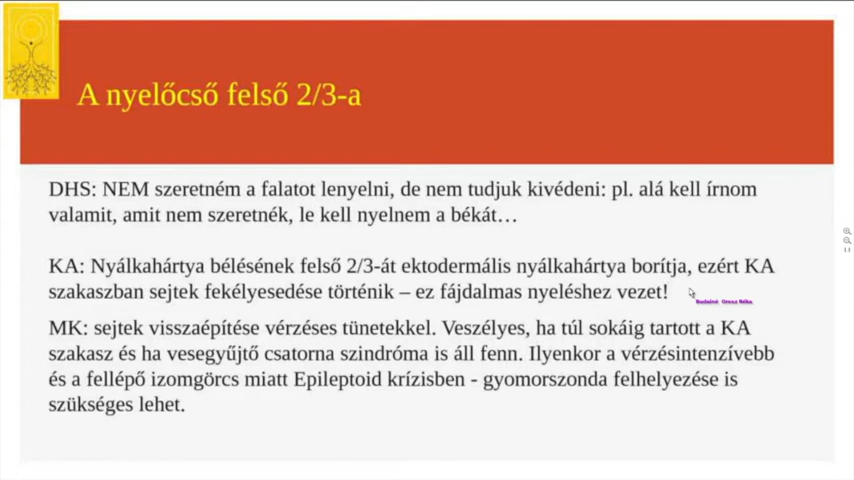 A nyelőcső felső 2/3-a
DHS: NEM szeretném a falatot lenyelni, de nem tudjuk kivédeni: pl. alá kell írnom
valamit, amit nem szeretnék, le kell nyelnem a békát…
KA: Nyálkahártya bélésének felső 2/3-át ektodermális nyálkahártya borítja, ezért KA
szakaszban sejtek fekélyesedése történik – ez fájdalmas nyeléshez vezet!
Budainé Orosz Réka
MK: sejtek visszaépítése vérzéses tünetekkel. Veszélyes, ha túl sokáig tartott a KA
szakasz és ha vesegyűjtő csatorna szindróma is áll fenn. Ilyenkor a vérzésintenzívebb
és a fellépő izomgörcs miatt Epileptoid krízisben - gyomorszonda felhelyezése is
szükséges lehet.